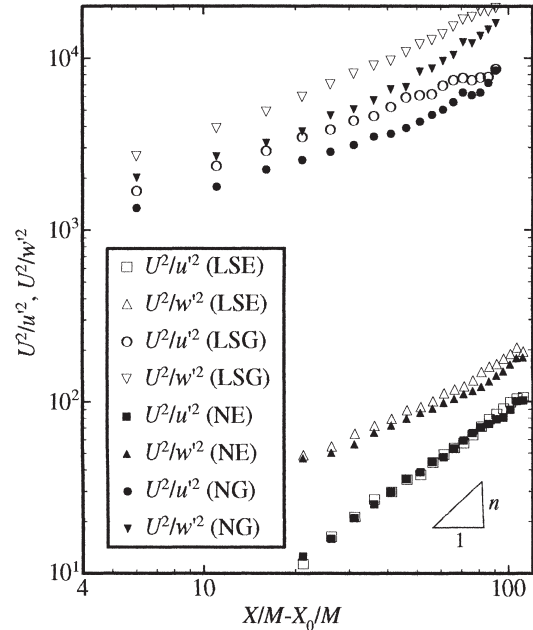 10^4
10^3
10^2
10^1
U^2/u'^2, U^2/w'^2
U^2/u'^2 (LSE)
U^2/w'^2 (LSE)
U^2/u'^2 (LSG)
U^2/w'^2 (LSG)
U^2/u'^2 (NE)
U^2/w'^2 (NE)
U^2/u'^2 (NG)
U^2/w'^2 (NG)
n
1
4 10 100
X/M-X_0/M